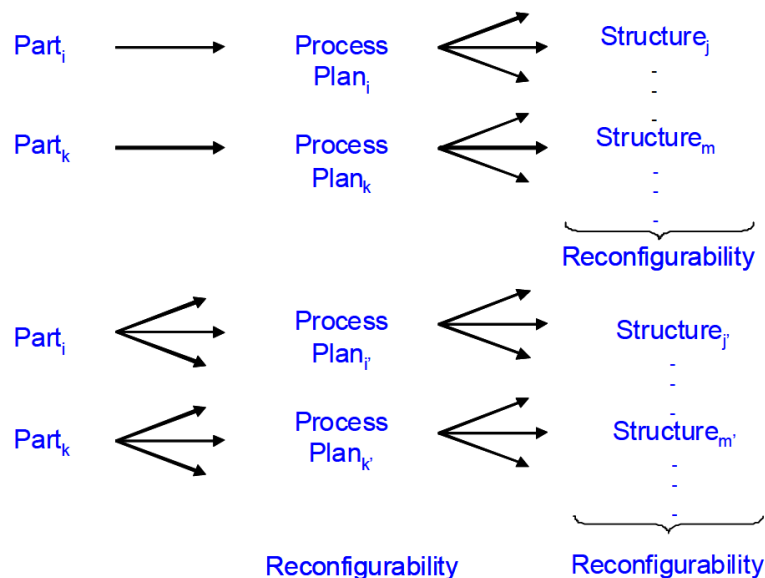 Part_i Process Structure_j
Plan_i
Part_k Process Structure_m
Plan_k
Reconfigurability
Part_i Process Structure_j'
Plan_i'
Part_k Process Structure_m'
Plan_k'
Reconfigurability Reconfigurability